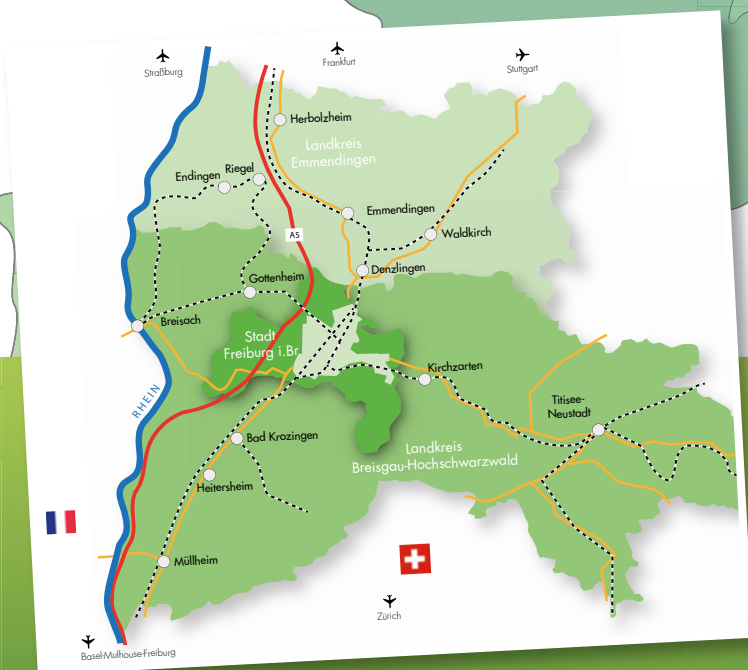 Straßburg
Frankfurt
Stuttgart
Herbolzheim
Landkreis
Emmendingen
Riegel
Endingen
Emmendingen
A5
Waldkirch
Denzlingen
Gottenheim
Breisach
Stadt
Freiburg i.Br.
Kirchzarten
RHEIN
Titisee-
Neustadt
Bad Krozingen
Landkreis
Breisgau-Hochschwarzwald
Heitersheim
Müllheim
Zürich
Basel-Mulhouse-Freiburg